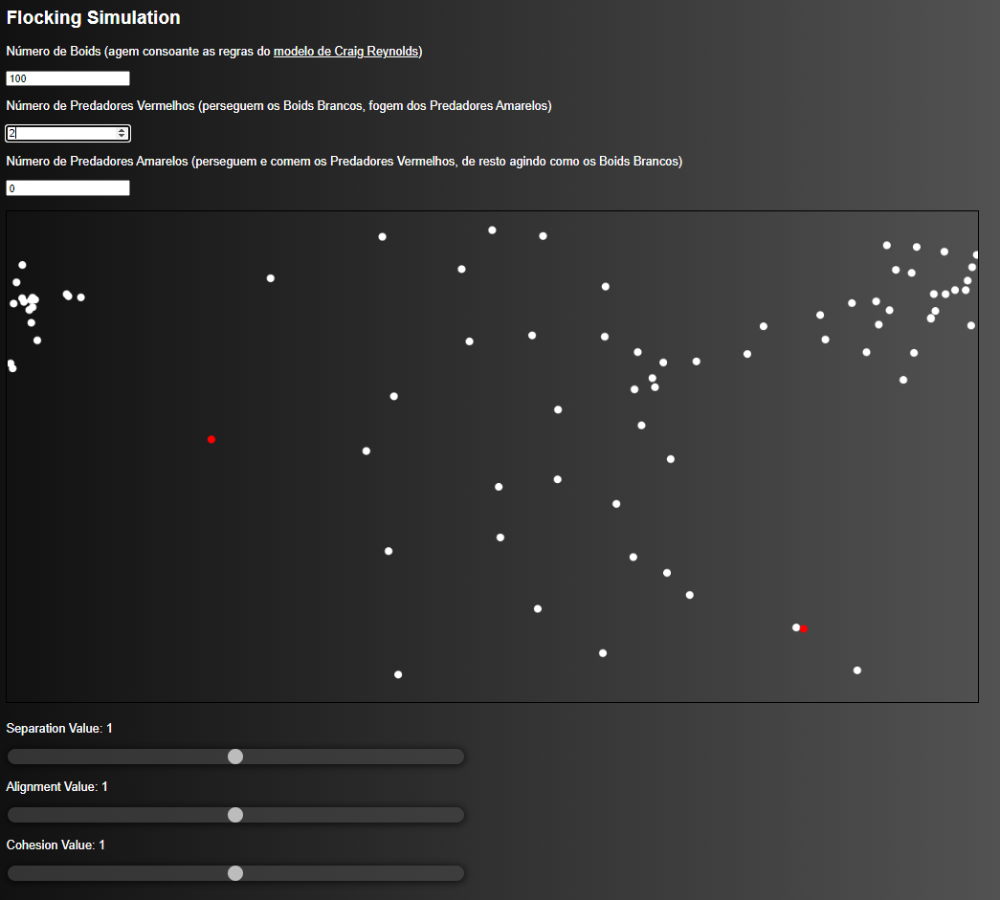 Flocking Simulation
Número de Boids (agem consoante as regras do modelo de Craig Reynolds)
100
Número de Predadores Vermelhos (perseguem os Boids Brancos, fogem dos Predadores Amarelos)
2
Número de Predadores Amarelos (perseguem e comem os Predadores Vermelhos, de resto agindo como os Boids Brancos)
0
Separation Value: 1
Alignment Value: 1
Cohesion Value: 1